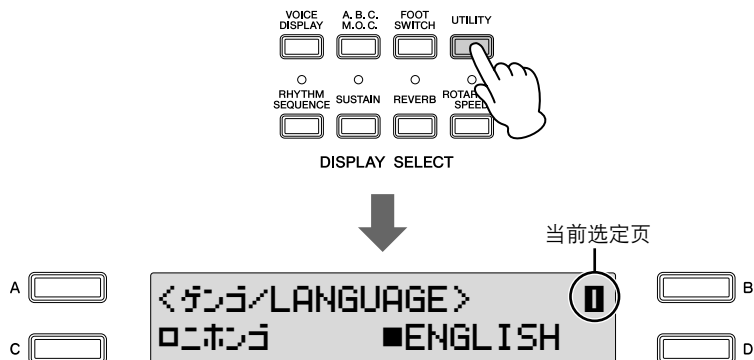 VOICE DISPLAY
A. B. C. M. O. C.
FOOT SWITCH
UTILITY
RHYTHM SEQUENCE
SUSTAIN
REVERB
SPEED
DISPLAY SELECT
当前选定页
A
<ゲンゴ/LANGUAGE> 1
B
C
□ニホンゴ ■ENGLISH
D